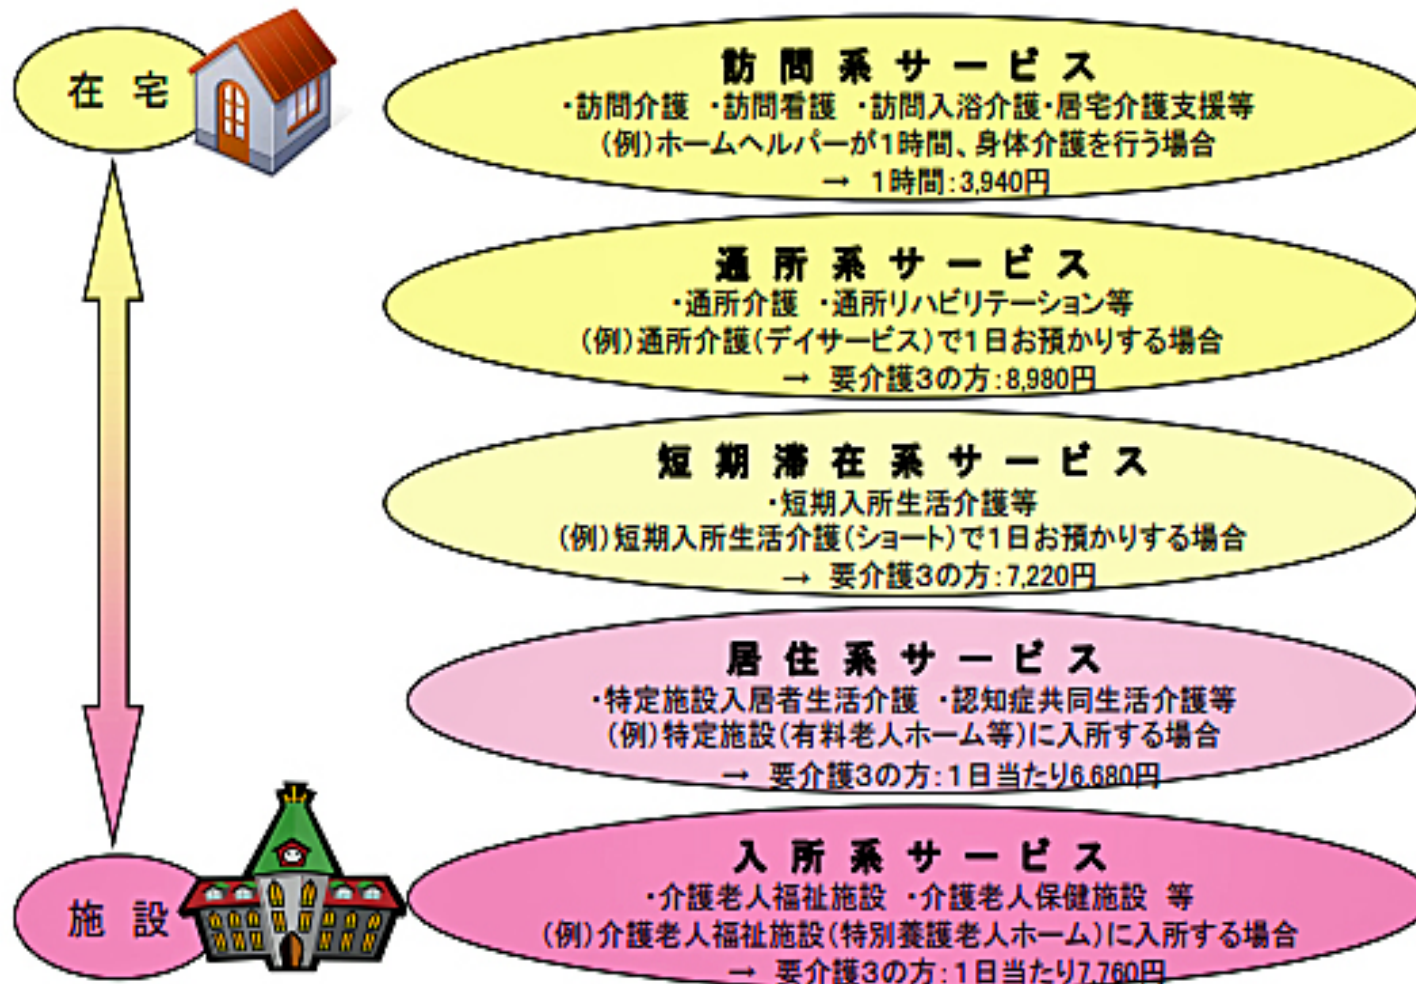 在 宅
訪 問 系 サ ー ビ ス
・訪問介護 ・訪問看護 ・訪問入浴介護・居宅介護支援等
(例)ホームヘルパーが1時間、身体介護を行う場合
→ 1時間:3,940円
通 所 系 サ ー ビ ス
・通所介護 ・通所リハビリテーション等
(例)通所介護(デイサービス)で1日お預かりする場合
→ 要介護3の方:8,980円
短 期 滞 在 系 サ ー ビ ス
・短期入所生活介護等
(例)短期入所生活介護(ショート)で1日お預かりする場合
→ 要介護3の方:7,220円
居 住 系 サ ー ビ ス
・特定施設入居者生活介護 ・認知症共同生活介護等
(例)特定施設(有料老人ホーム等)に入所する場合
→ 要介護3の方:1日当たり6,680円
施 設
入 所 系 サ ー ビ ス
・介護老人福祉施設 ・介護老人保健施設 等
(例)介護老人福祉施設(特別養護老人ホーム)に入所する場合
→ 要介護3の方:1日当たり7,760円